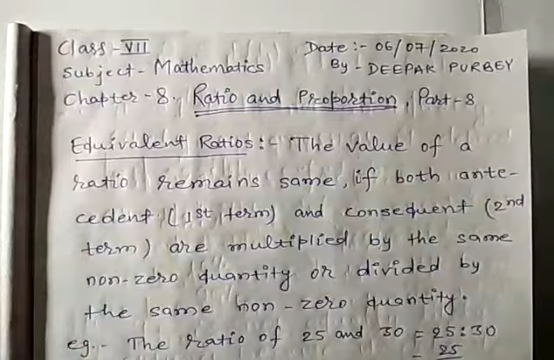 Class - VII Date :- 06/07/2020
Subject - Mathematics By - DEEPAK PURBEY
Chapter - 8. Ratio and Proportion, Part - 8
Equivalent Ratios :- The value of a
ratio remains same, if both ante-
cedent (1st term) and consequent (2nd
term) are multiplied by the same
non-zero quantity or divided by
the same non-zero quantity.
eg.- The ratio of 25 and 30 = 25:30
= 25